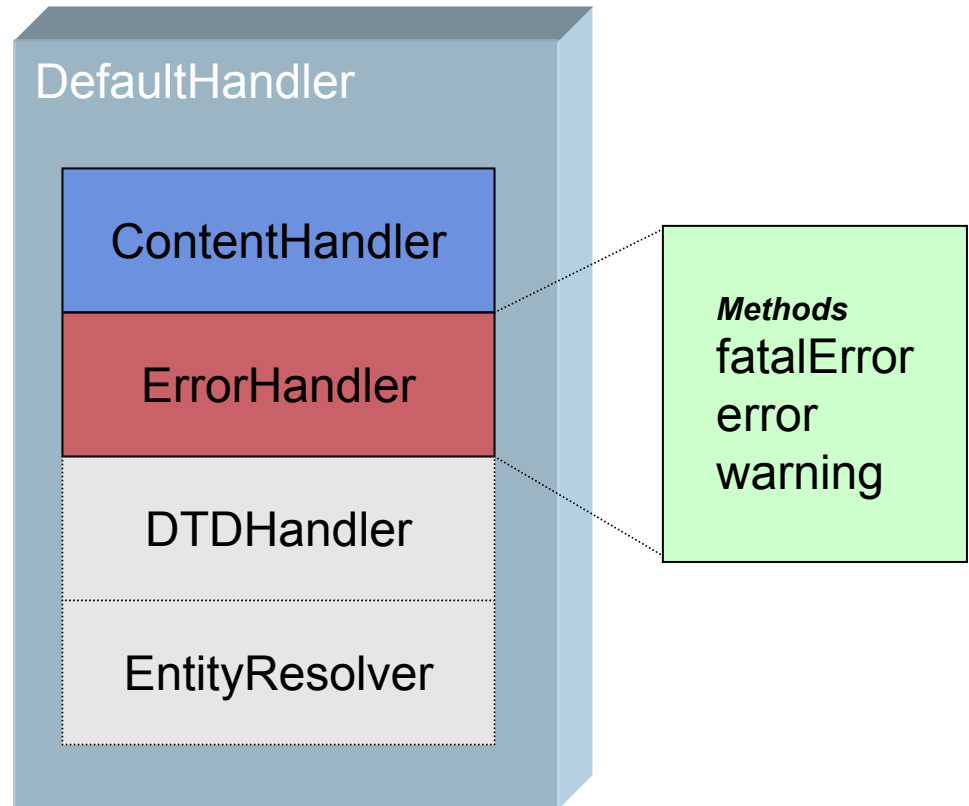 DefaultHandler
ContentHandler
ErrorHandler
DTDHandler
EntityResolver
Methods
fatalError
error
warning